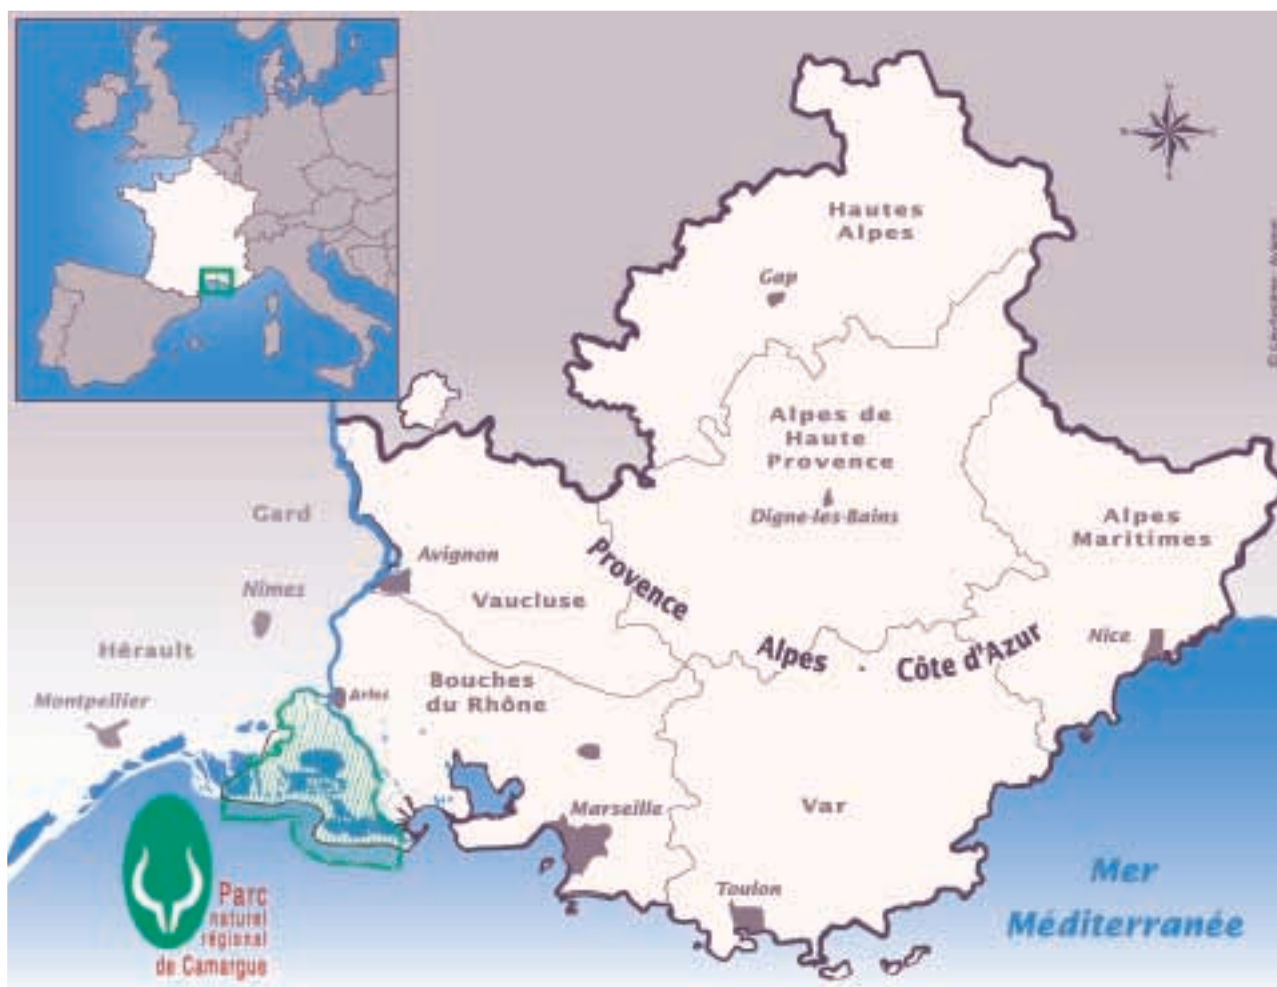 Hautes
Alpes
Gap
Alpes de
Haute
Provence
Digne-les-Bains
Alpes
Maritimes
Gard
Avignon
Nîmes
Vaucluse
Provence
Alpes
Côte d'Azur
Nice
Hérault
Montpellier
Arles
Bouches
du Rhône
Marseille
Var
Toulon
Mer
Méditerranée
Parc
naturel
régional
de Camargue